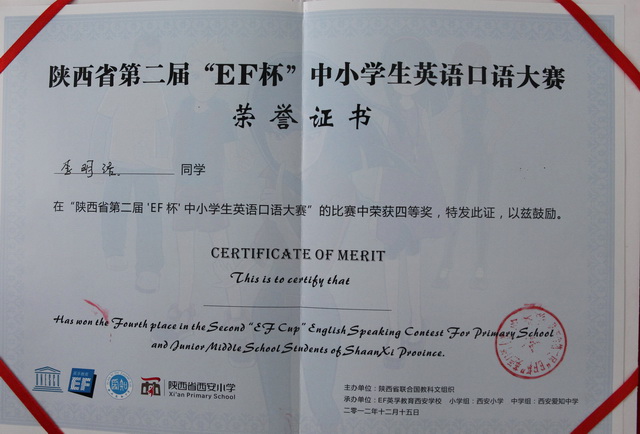 陕西省第二届“EF杯”中小学生英语口语大赛
荣誉证书
同学
在“陕西省第二届'EF杯'中小学生英语口语大赛”的比赛中荣获四等奖，特发此证，以兹鼓励。
CERTIFICATE OF MERIT
This is to certify that
Has won the Fourth place in the Second “EF Cup” English Speaking Contest For Primary School
and Junior Middle School Students of ShaanXi Province.
EF
陕西省西安小学
Xi'an Primary School
主办单位：陕西省联合国教科文组织
承办单位：EF英孚教育西安学校 小学组：西安小学 中学组：西安爱知中学
二零一二年十二月十五日